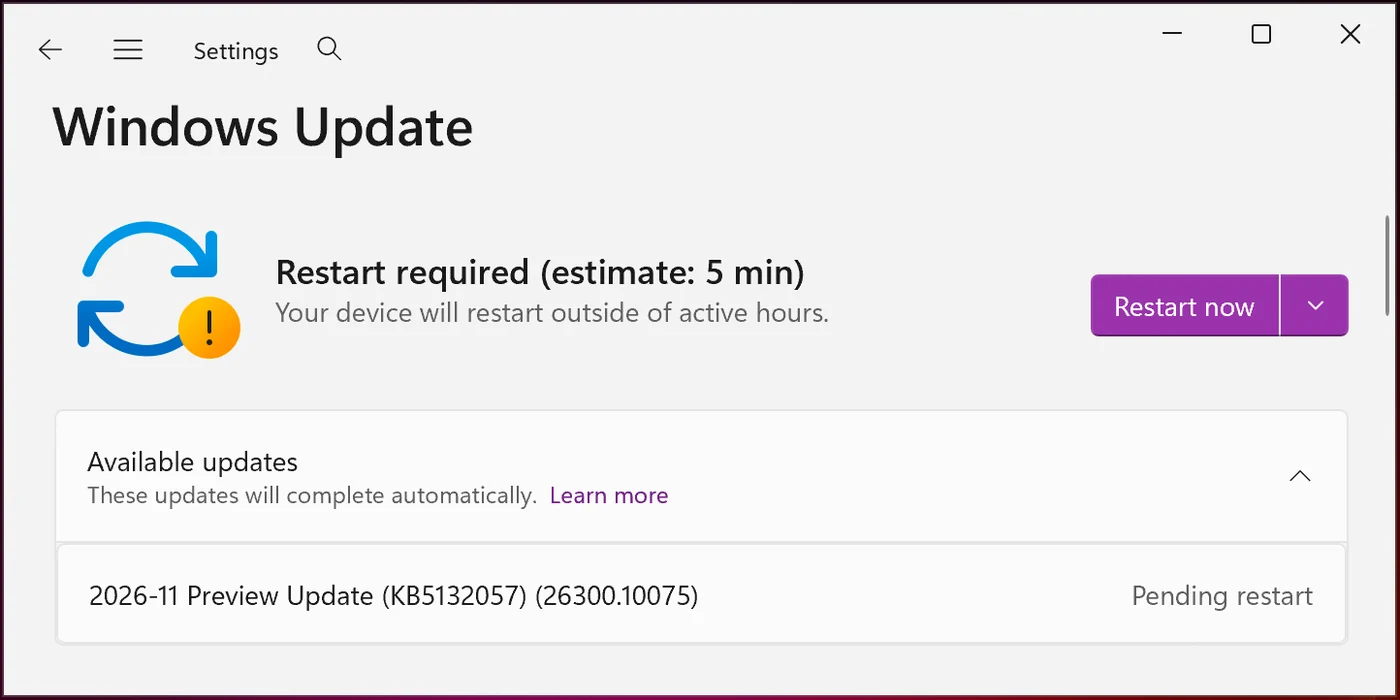 Settings
Windows Update
Restart required (estimate: 5 min)
Your device will restart outside of active hours.
Restart now
Available updates
These updates will complete automatically. Learn more
2026-11 Preview Update (KB5132057) (26300.10075)
Pending restart